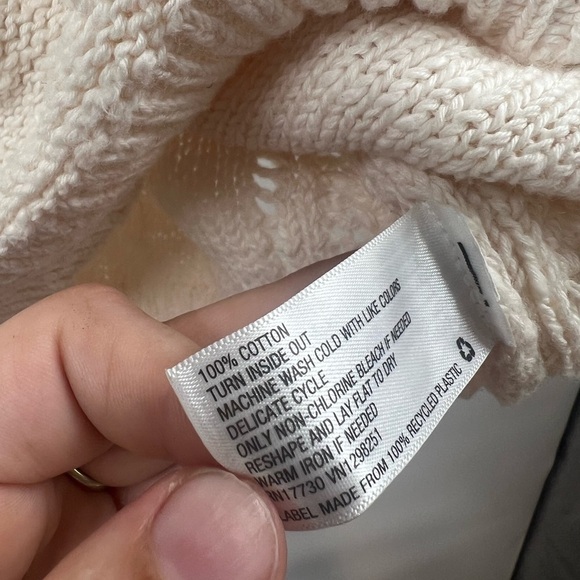 100% COTTON
TURN INSIDE OUT
MACHINE WASH COLD WITH LIKE COLORS
DELICATE CYCLE
ONLY NON-CHLORINE BLEACH IF NEEDED
RESHAPE AND LAY FLAT TO DRY
WARM IRON IF NEEDED
RN17730 VN1298251
LABEL MADE FROM 100% RECYCLED PLASTIC